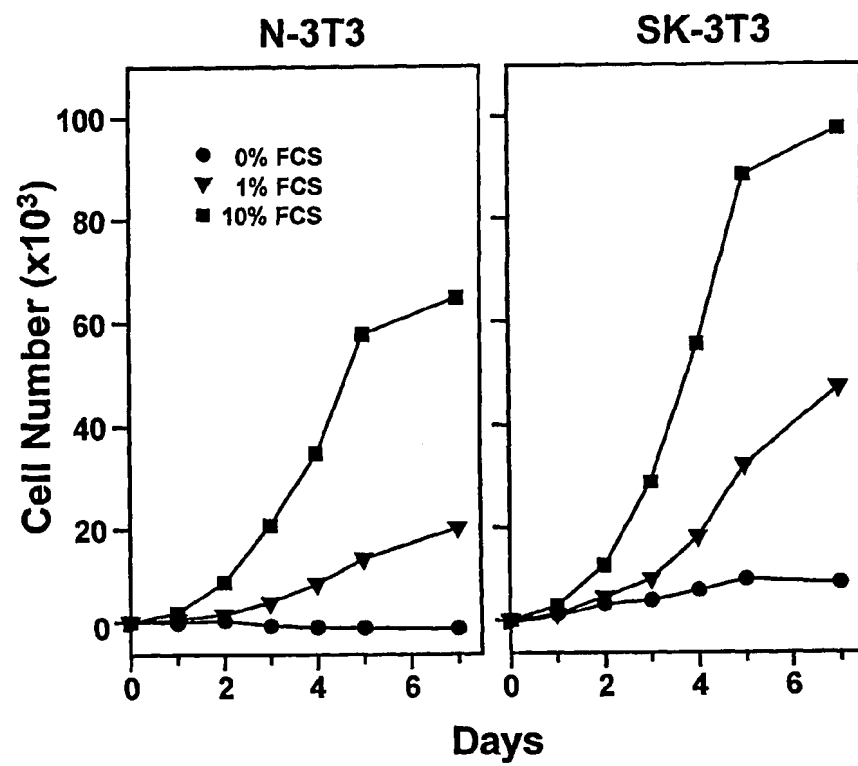 N-3T3
SK-3T3
100
80
60
40
20
0
0% FCS
1% FCS
10% FCS
Cell Number (x10³)
0 2 4 6
0 2 4 6
Days